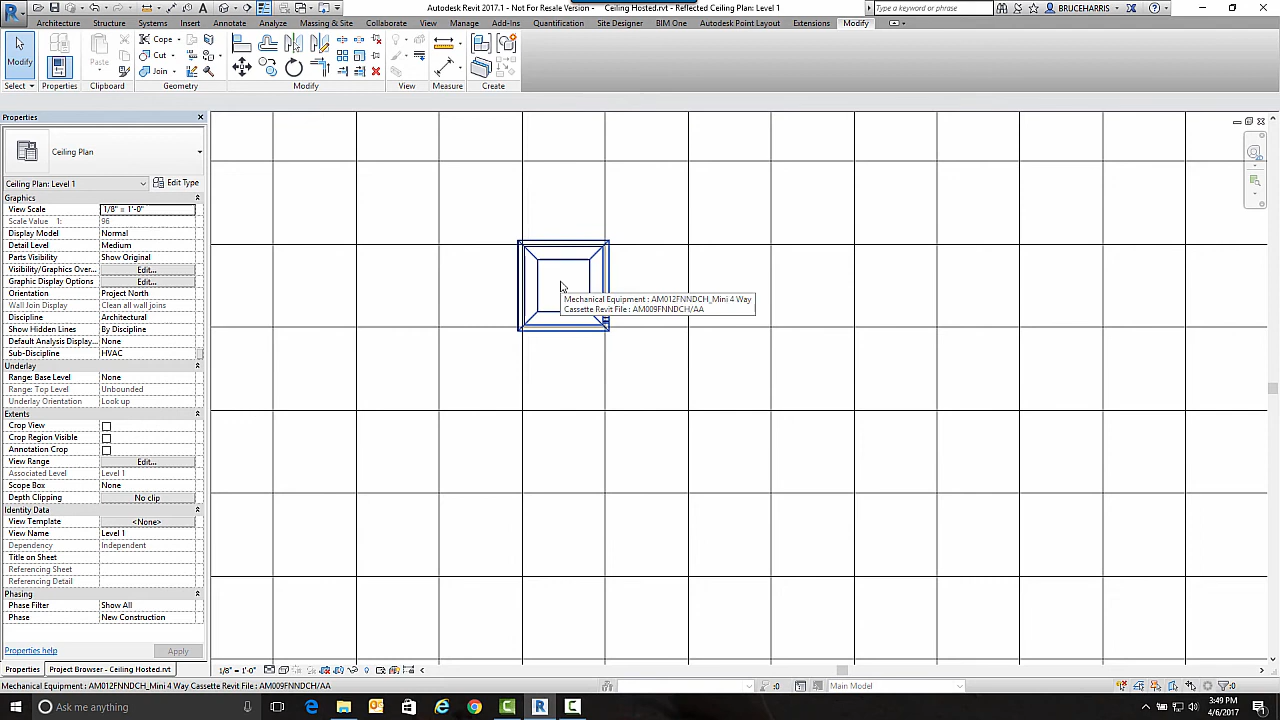 Autodesk Revit 2017.1 - Not For Resale Version - Ceiling Hosted.rvt - Reflected Ceiling Plan: Level 1
Type a keyword or phrase
BRUCEHARRIS
Architecture Structure Systems Insert Annotate Analyze Massing & Site Collaborate View Manage Add-Ins Quantification Site Designer BIM One Autodesk Point Layout Extensions Modify
Modify
Paste
Cope
Cut
Join
Select Properties Clipboard Geometry Modify View Measure Create
Properties
Ceiling Plan
Ceiling Plan: Level 1 Edit Type
Graphics
View Scale 1/8" = 1'-0"
Scale Value 1: 96
Display Model Normal
Detail Level Medium
Parts Visibility Show Original
Visibility/Graphics Over... Edit...
Graphic Display Options Edit...
Orientation Project North
Wall Join Display Clean all wall joins
Discipline Architectural
Show Hidden Lines By Discipline
Default Analysis Display... None
Sub-Discipline HVAC
Underlay
Range: Base Level None
Range: Top Level Unbounded
Underlay Orientation Look up
Extents
Crop View
Crop Region Visible
Annotation Crop
View Range Edit...
Associated Level Level 1
Scope Box None
Depth Clipping No clip
Identity Data
View Template <None>
View Name Level 1
Dependency Independent
Title on Sheet
Referencing Sheet
Referencing Detail
Phasing
Phase Filter Show All
Phase New Construction
Properties help Apply
Properties Project Browser - Ceiling Hosted.rvt
Mechanical Equipment : AM012FNNDCH_Mini 4 Way
Cassette Revit File : AM009FNNDCH/AA
1/8" = 1'-0"
Mechanical Equipment : AM012FNNDCH_Mini 4 Way Cassette Revit File : AM009FNNDCH/AA
:0 Main Model :0
Ask me anything
3:49 PM
4/6/2017